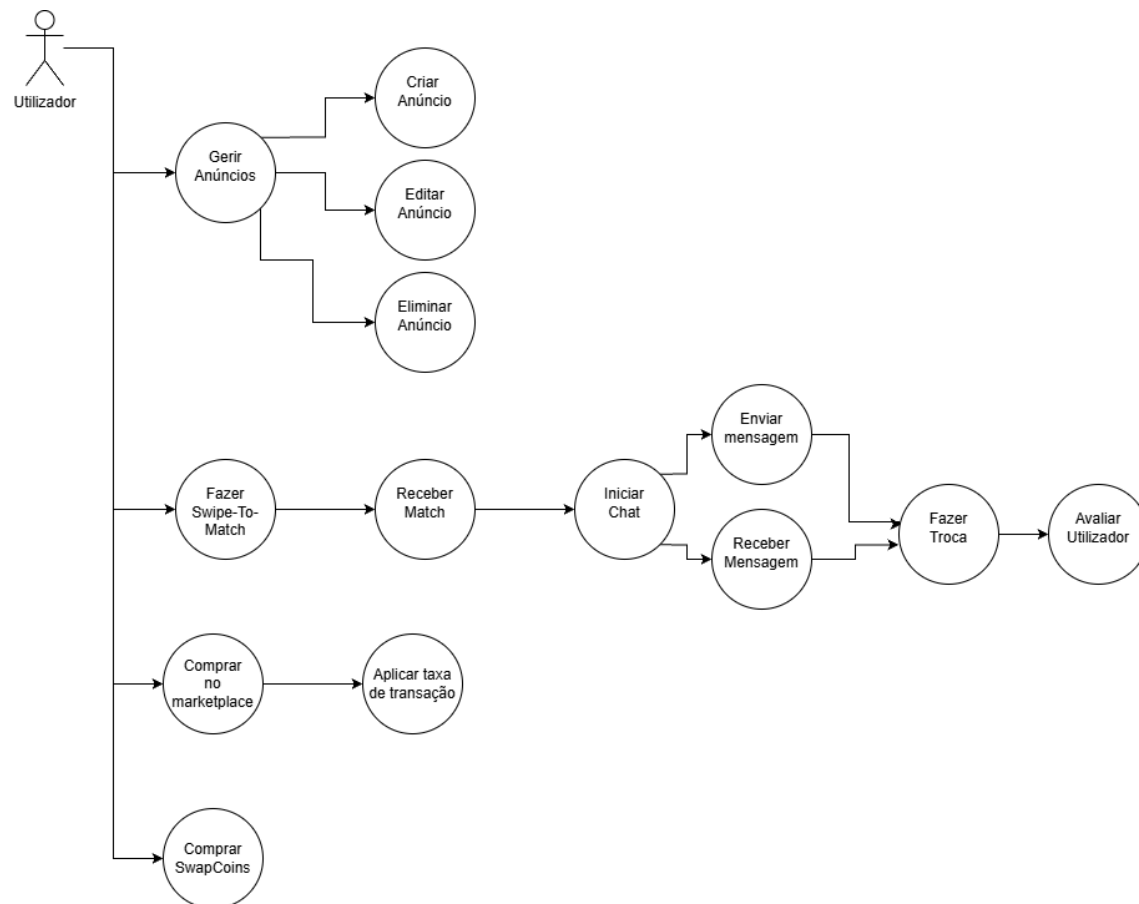 Utilizador
Criar
Anúncio
Gerir
Anúncios
Editar
Anúncio
Eliminar
Anúncio
Enviar
mensagem
Fazer
Swipe-To-
Match
Receber
Match
Iniciar
Chat
Receber
Mensagem
Fazer
Troca
Avaliar
Utilizador
Comprar
no
marketplace
Aplicar taxa
de transação
Comprar
SwapCoins